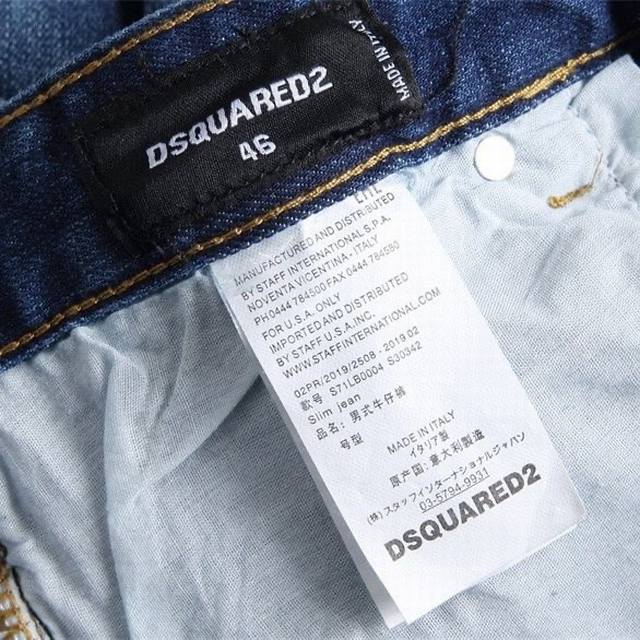 DSQUARED2
46
MADE IN ITALY
MANUFACTURED AND DISTRIBUTED
BY STAFF INTERNATIONAL S.P.A.
NOVENTA VICENTINA, ITALY
PH 0444 784500 FAX 0444 784580
FOR U.S.A. ONLY
IMPORTED AND DISTRIBUTED
BY STAFF U.S.A. INC.
WWW.STAFFINTERNATIONAL.COM
02PR/2019/2508 - 2019.02
款号 S71LB0004 S30342
Slim jean
品名: 男式牛仔裤
号型
MADE IN ITALY
イタリア製
原产国: 意大利製造
(株) スタッフィンターナショナルジャパン
03-5794-9931
DSQUARED2